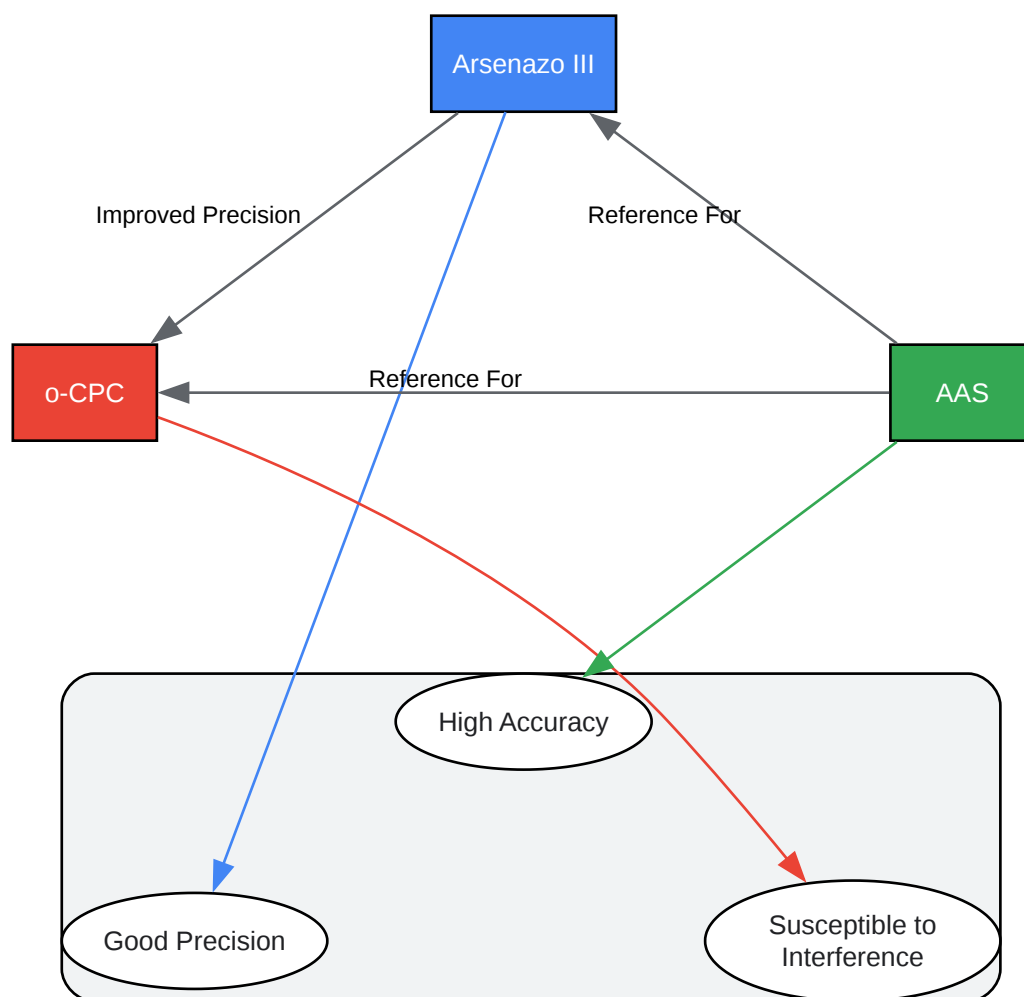 Arsenazo III
Improved Precision
Reference For
Reference For
o-CPC
AAS
High Accuracy
Good Precision
Susceptible to
Interference